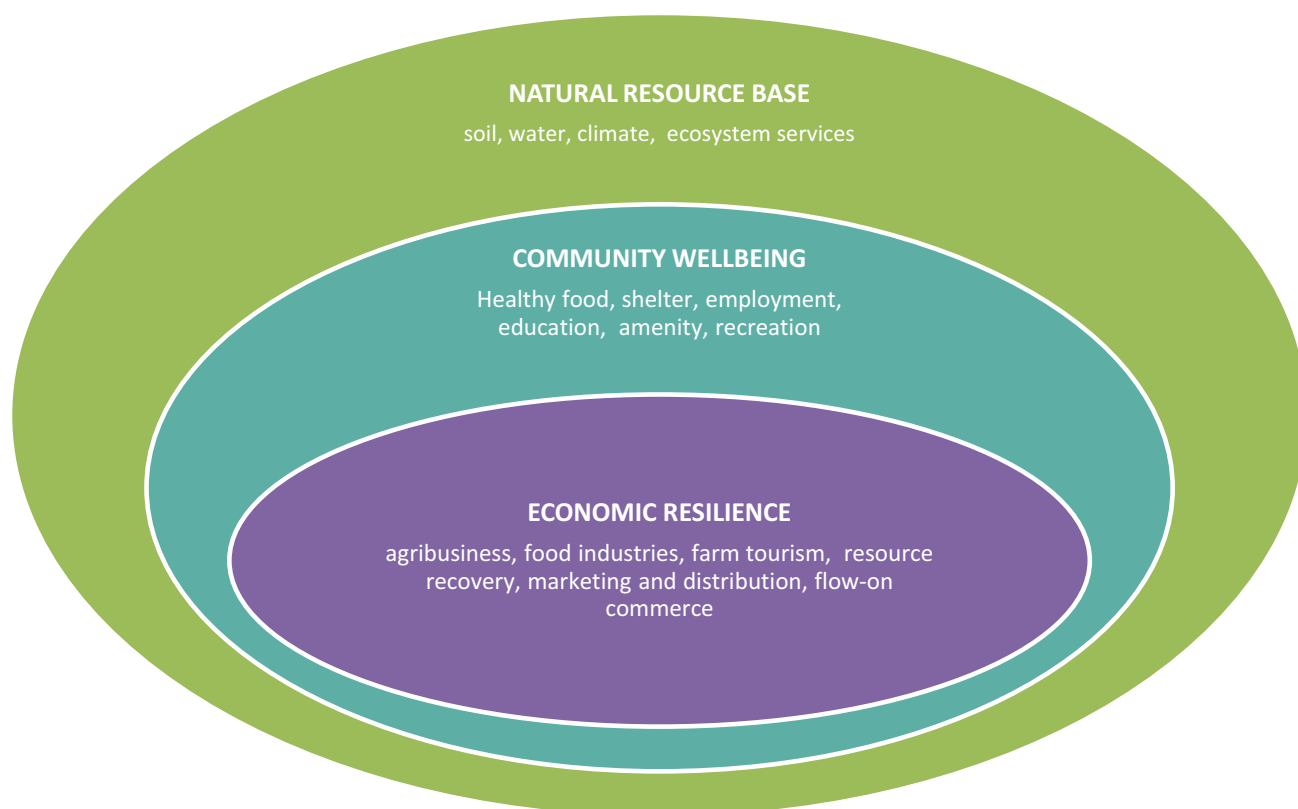 NATURAL RESOURCE BASE
soil, water, climate,  ecosystem services
COMMUNITY WELLBEING
Healthy food, shelter, employment,
education,  amenity, recreation
ECONOMIC RESILIENCE
agribusiness, food industries, farm tourism,  resource
recovery, marketing and distribution, flow-on
commerce